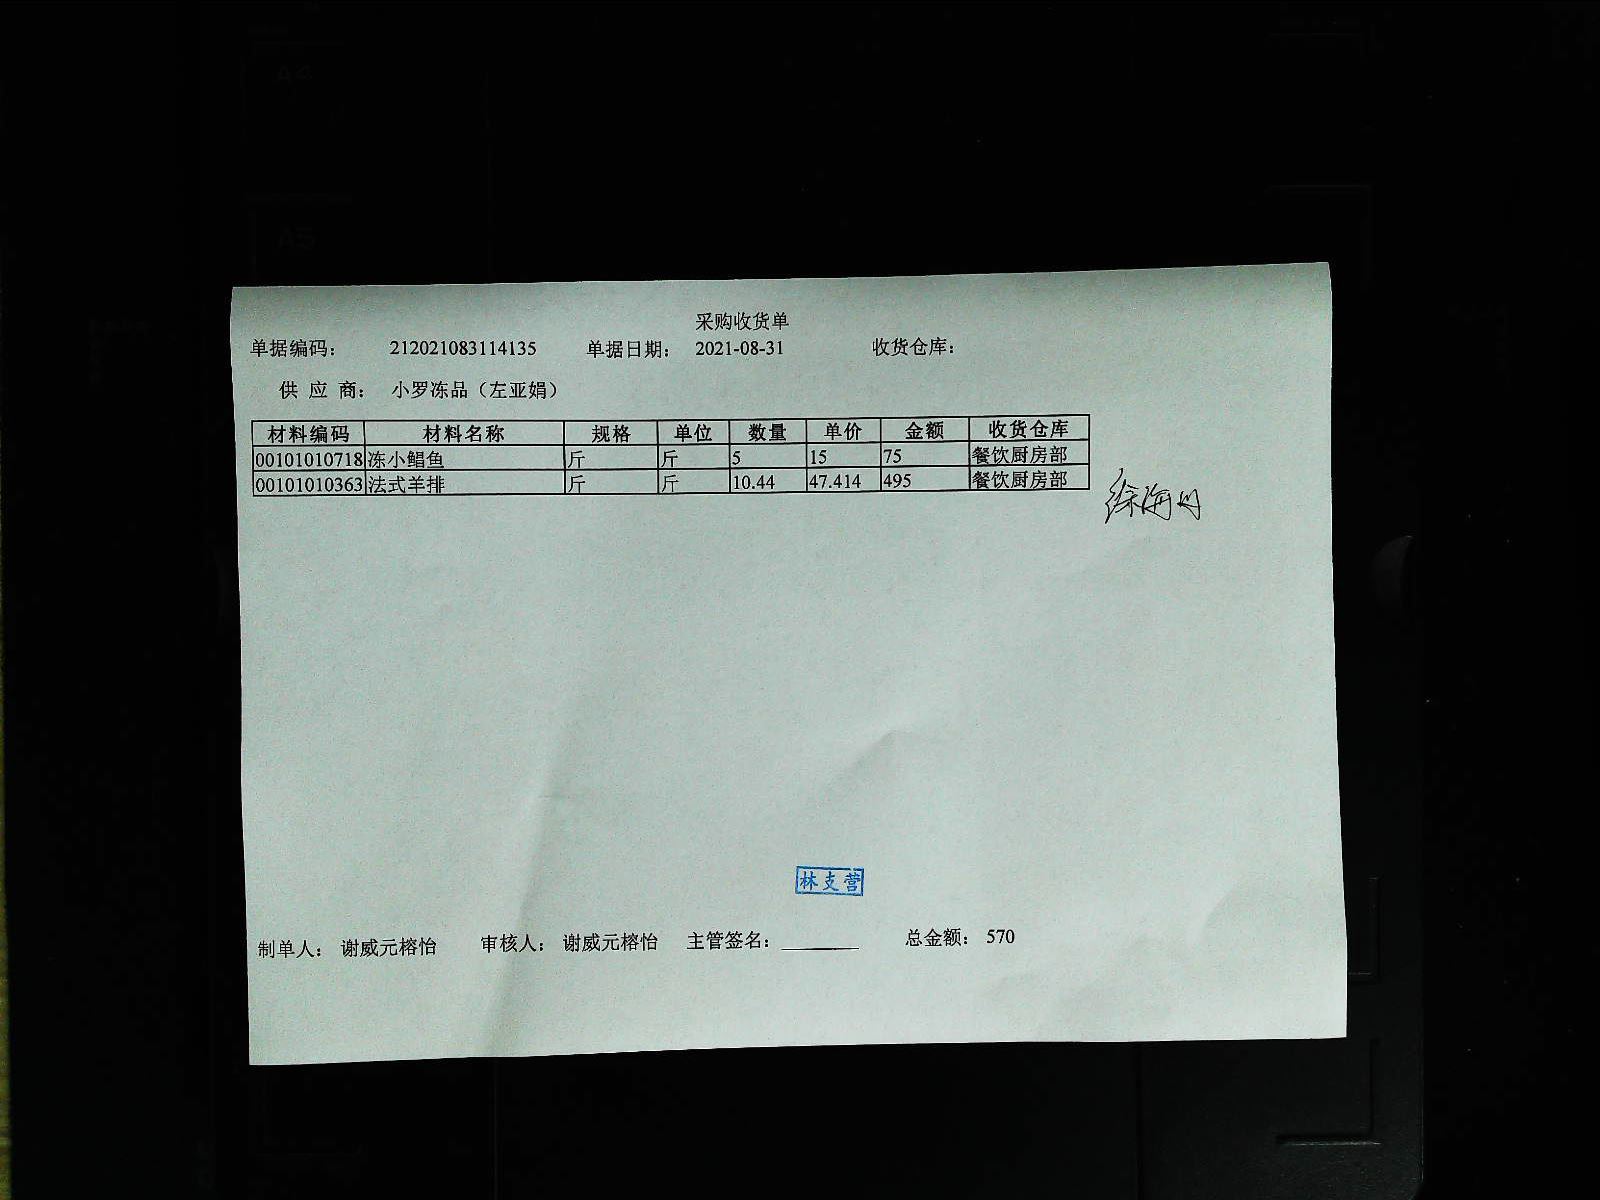 A4
A5
采购收货单
单据编码： 212021083114135 单据日期： 2021-08-31 收货仓库：
供 应 商： 小罗冻品（左亚娟）
材料编码 材料名称 规格 单位 数量 单价 金额 收货仓库
00101010718 冻小鲳鱼 斤 斤 5 15 75 餐饮厨房部
00101010363 法式羊排 斤 斤 10.44 47.414 495 餐饮厨房部
林支营
制单人： 谢威元榕怡 审核人： 谢威元榕怡 主管签名： 总金额： 570